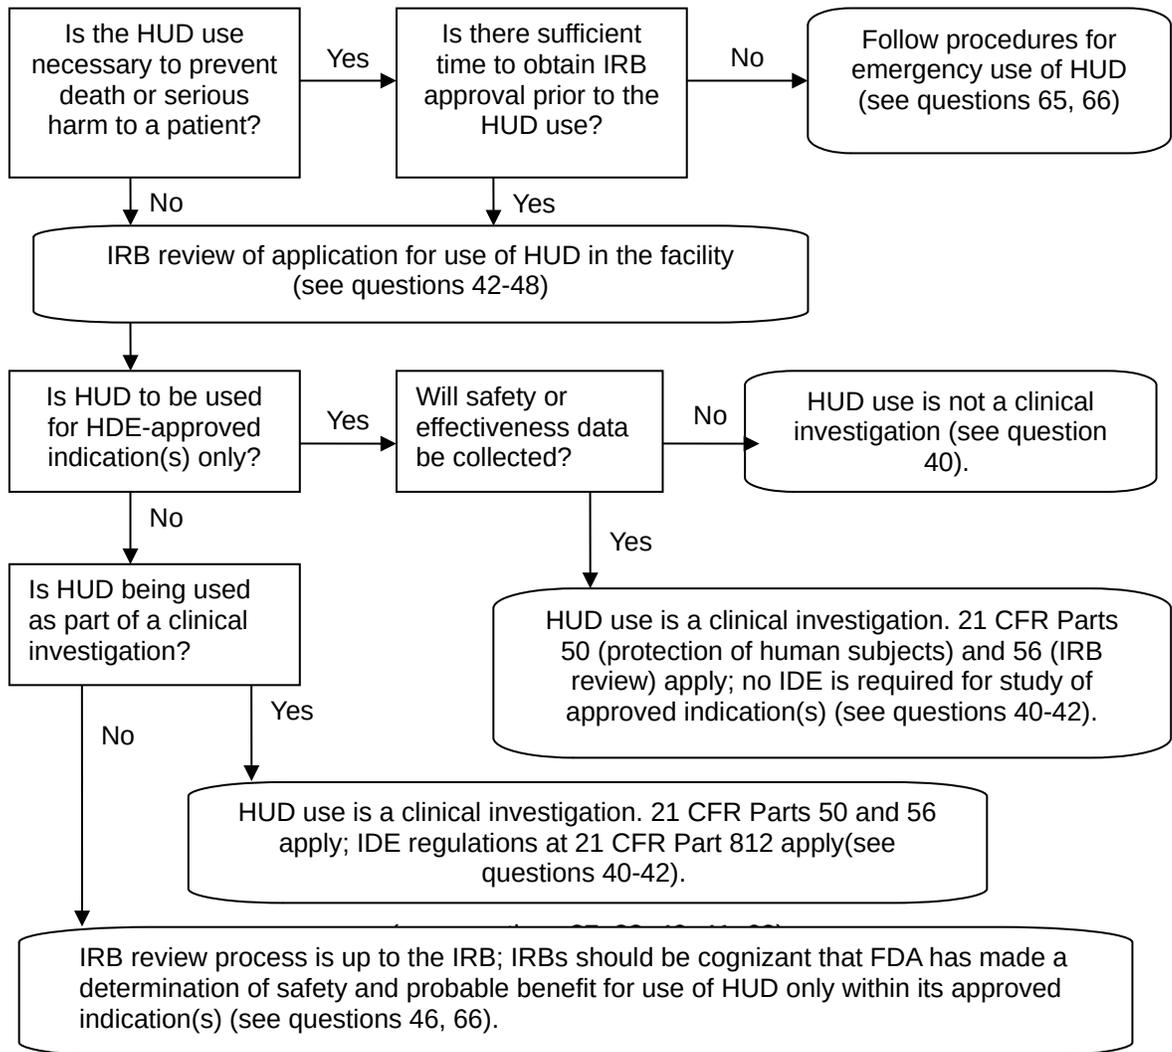 Is the HUD use
necessary to prevent
death or serious
harm to a patient?
Yes
Is there sufficient
time to obtain IRB
approval prior to the
HUD use?
No
Follow procedures for
emergency use of HUD
(see questions 65, 66)
No
Yes
IRB review of application for use of HUD in the facility
(see questions 42-48)
Is HUD to be used
for HDE-approved
indication(s) only?
Yes
Will safety or
effectiveness data
be collected?
No
HUD use is not a clinical
investigation (see question
40).
No
Yes
Is HUD being used
as part of a clinical
investigation?
HUD use is a clinical investigation. 21 CFR Parts
50 (protection of human subjects) and 56 (IRB
review) apply; no IDE is required for study of
approved indication(s) (see questions 40-42).
Yes
No
HUD use is a clinical investigation. 21 CFR Parts 50 and 56
apply; IDE regulations at 21 CFR Part 812 apply(see
questions 40-42).
IRB review process is up to the IRB; IRBs should be cognizant that FDA has made a
determination of safety and probable benefit for use of HUD only within its approved
indication(s) (see questions 46, 66).